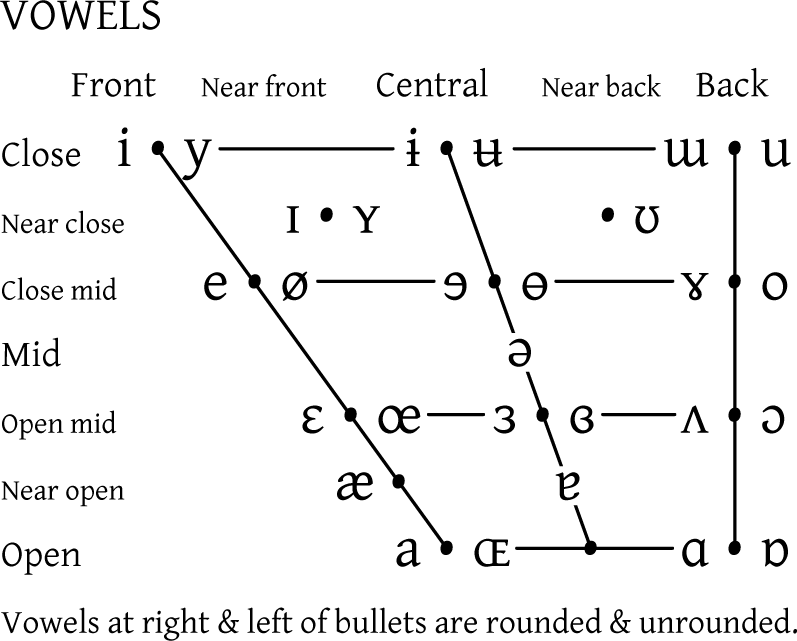 VOWELS
Front Near front Central Near back Back
Close i y ɨ ʉ ɯ u
Near close ɪ ʏ ʊ
Close mid e ø ɘ ɵ ɤ o
Mid ə
Open mid ɛ œ ɜ ɞ ʌ ɔ
Near open æ ɐ
Open a ɶ ɑ ɒ
Vowels at right & left of bullets are rounded & unrounded.